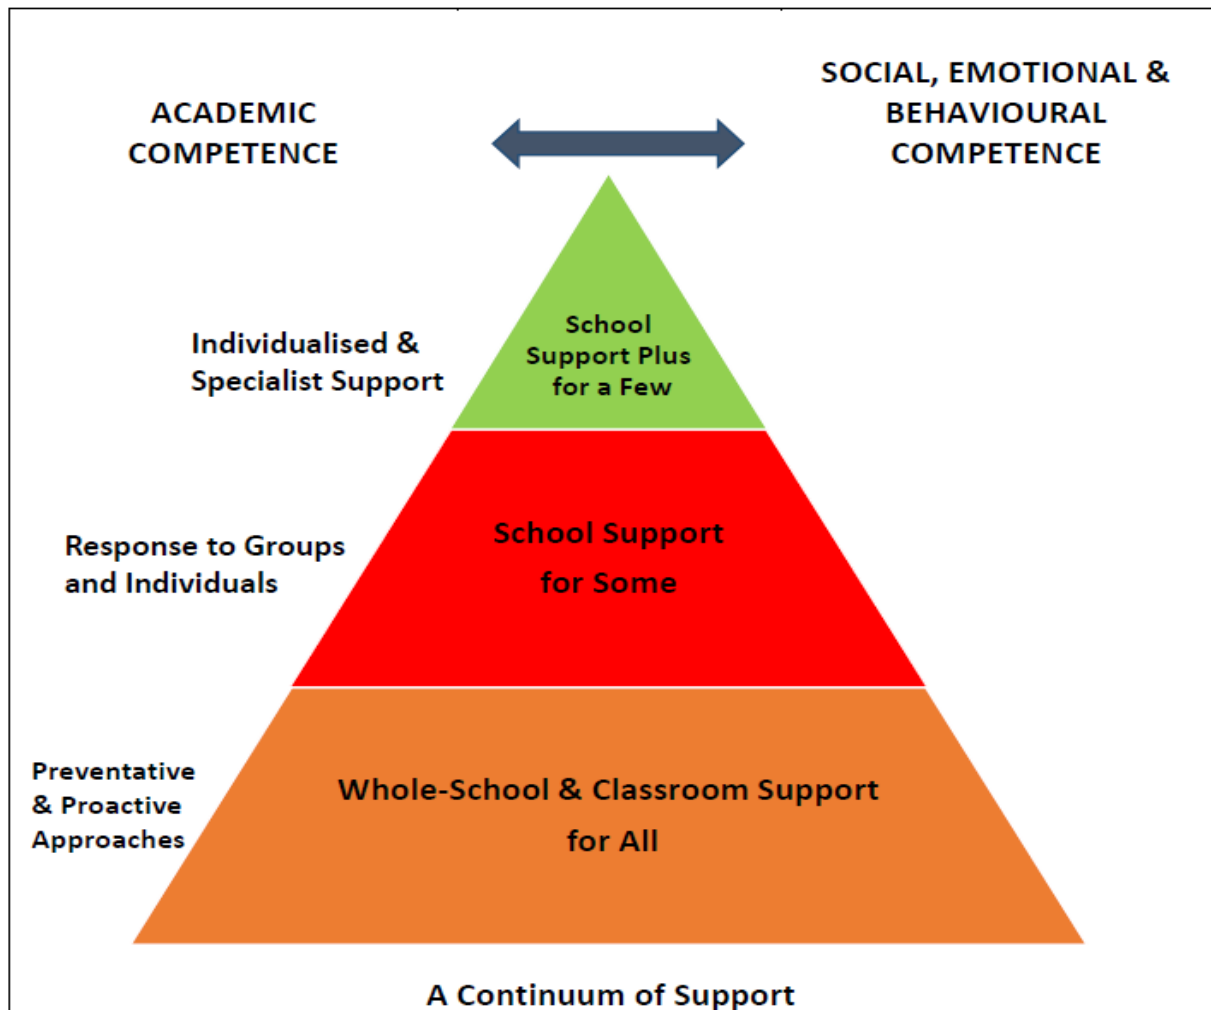 ACADEMIC
COMPETENCE
SOCIAL, EMOTIONAL &
BEHAVIOURAL
COMPETENCE
Individualised &
Specialist Support
School
Support Plus
for a Few
Response to Groups
and Individuals
School Support
for Some
Preventative
& Proactive
Approaches
Whole-School & Classroom Support
for All
A Continuum of Support